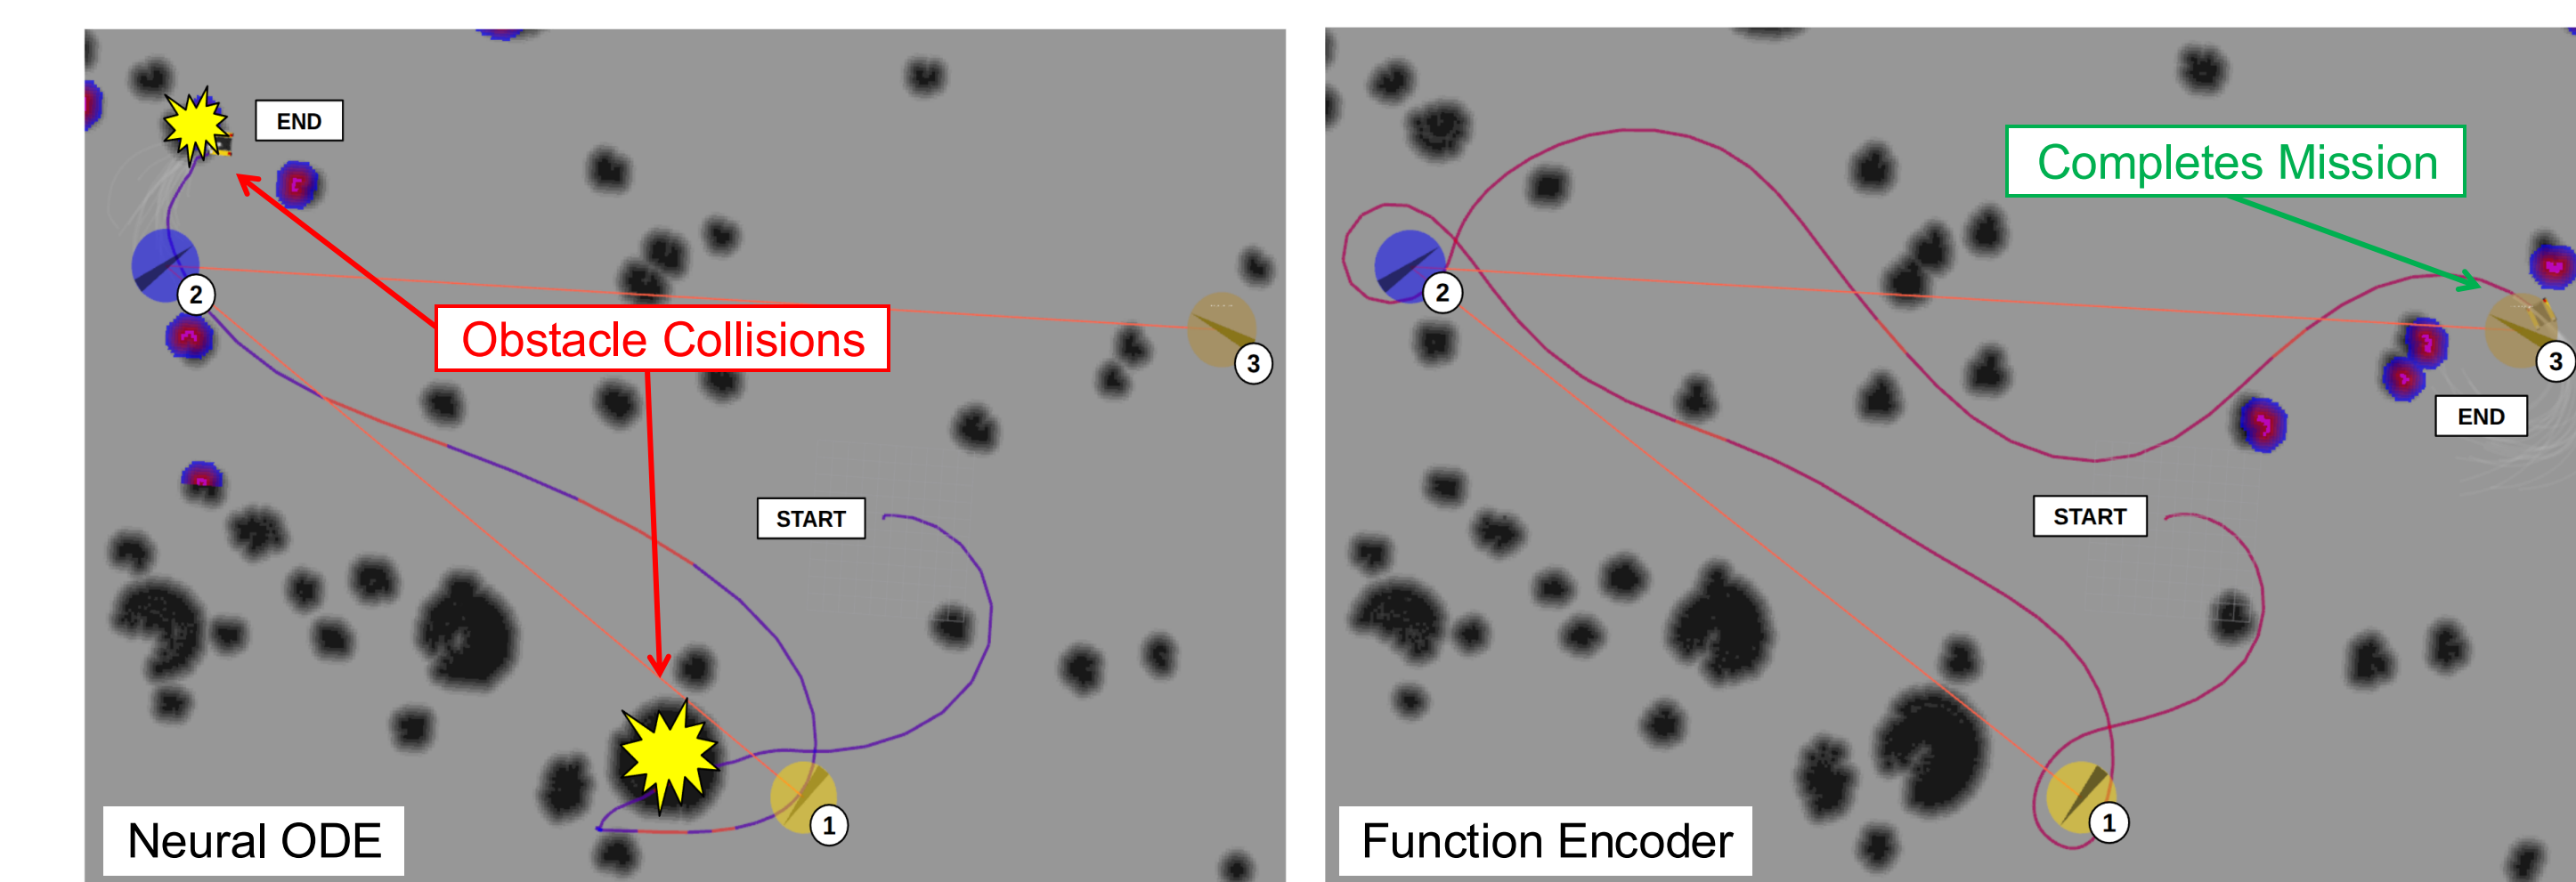 END
2
Obstacle Collisions
3
START
1
Neural ODE
Completes Mission
2
3
END
START
1
Function Encoder